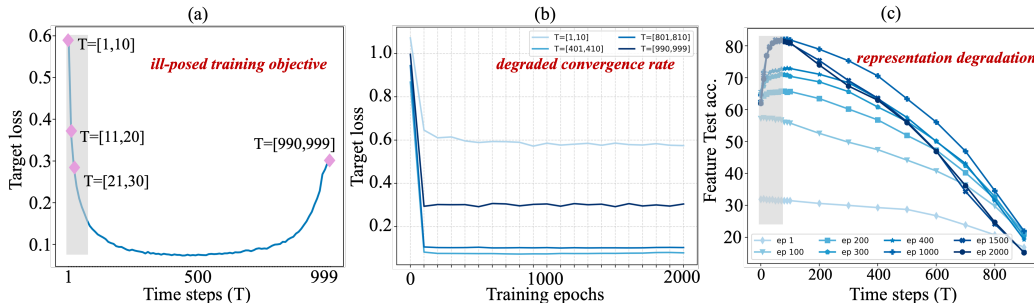 (a)
Target loss
0.6
0.5
0.4
0.3
0.2
0.1
T=[1,10]
ill-posed training objective
T=[11,20]
T=[21,30]
T=[990,999]
1
500
999
Time steps (T)
(b)
Target loss
1.0
0.8
0.6
0.4
0.2
T=[1,10]
T=[401,410]
T=[801,810]
T=[990,999]
degraded convergence rate
0
1000
2000
Training epochs
(c)
Feature Test acc.
80
70
60
50
40
30
20
representation degradation
ep 1
ep 100
ep 200
ep 300
ep 400
ep 1000
ep 1500
ep 2000
0
200
400
600
800
Time steps (T)